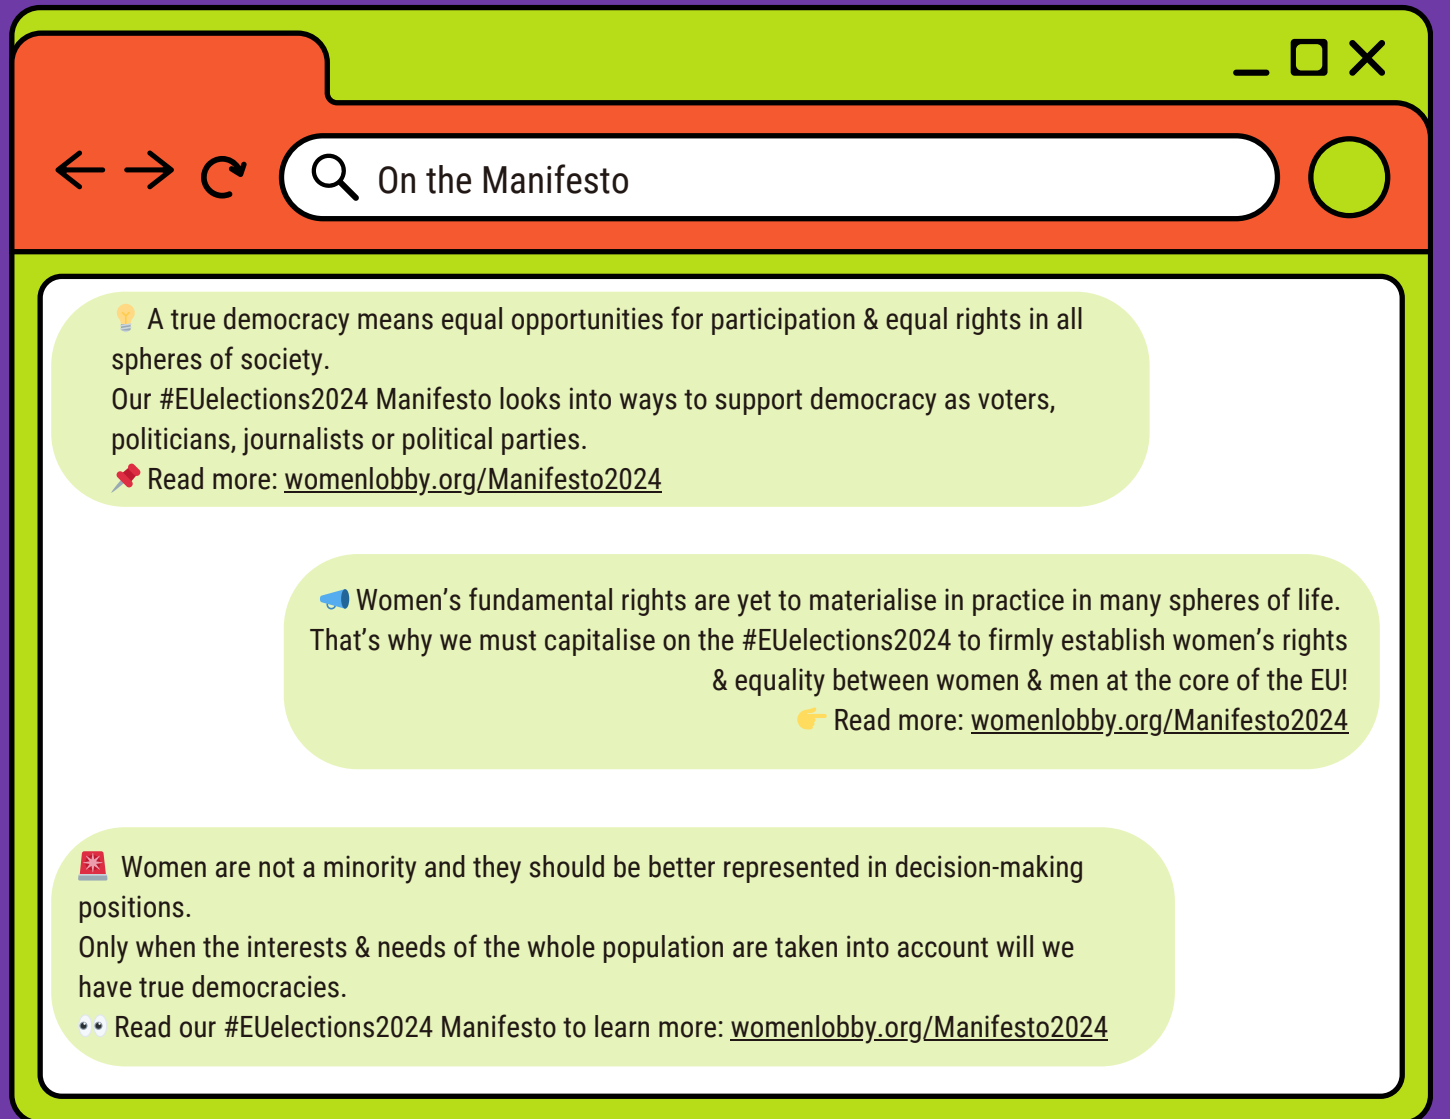 On the Manifesto
💡 A true democracy means equal opportunities for participation & equal rights in all
spheres of society.
Our #EUelections2024 Manifesto looks into ways to support democracy as voters,
politicians, journalists or political parties.
📌 Read more: womenlobby.org/Manifesto2024
📣 Women’s fundamental rights are yet to materialise in practice in many spheres of life.
That’s why we must capitalise on the #EUelections2024 to firmly establish women’s rights
& equality between women & men at the core of the EU!
👉 Read more: womenlobby.org/Manifesto2024
🚨 Women are not a minority and they should be better represented in decision-making
positions.
Only when the interests & needs of the whole population are taken into account will we
have true democracies.
👀 Read our #EUelections2024 Manifesto to learn more: womenlobby.org/Manifesto2024